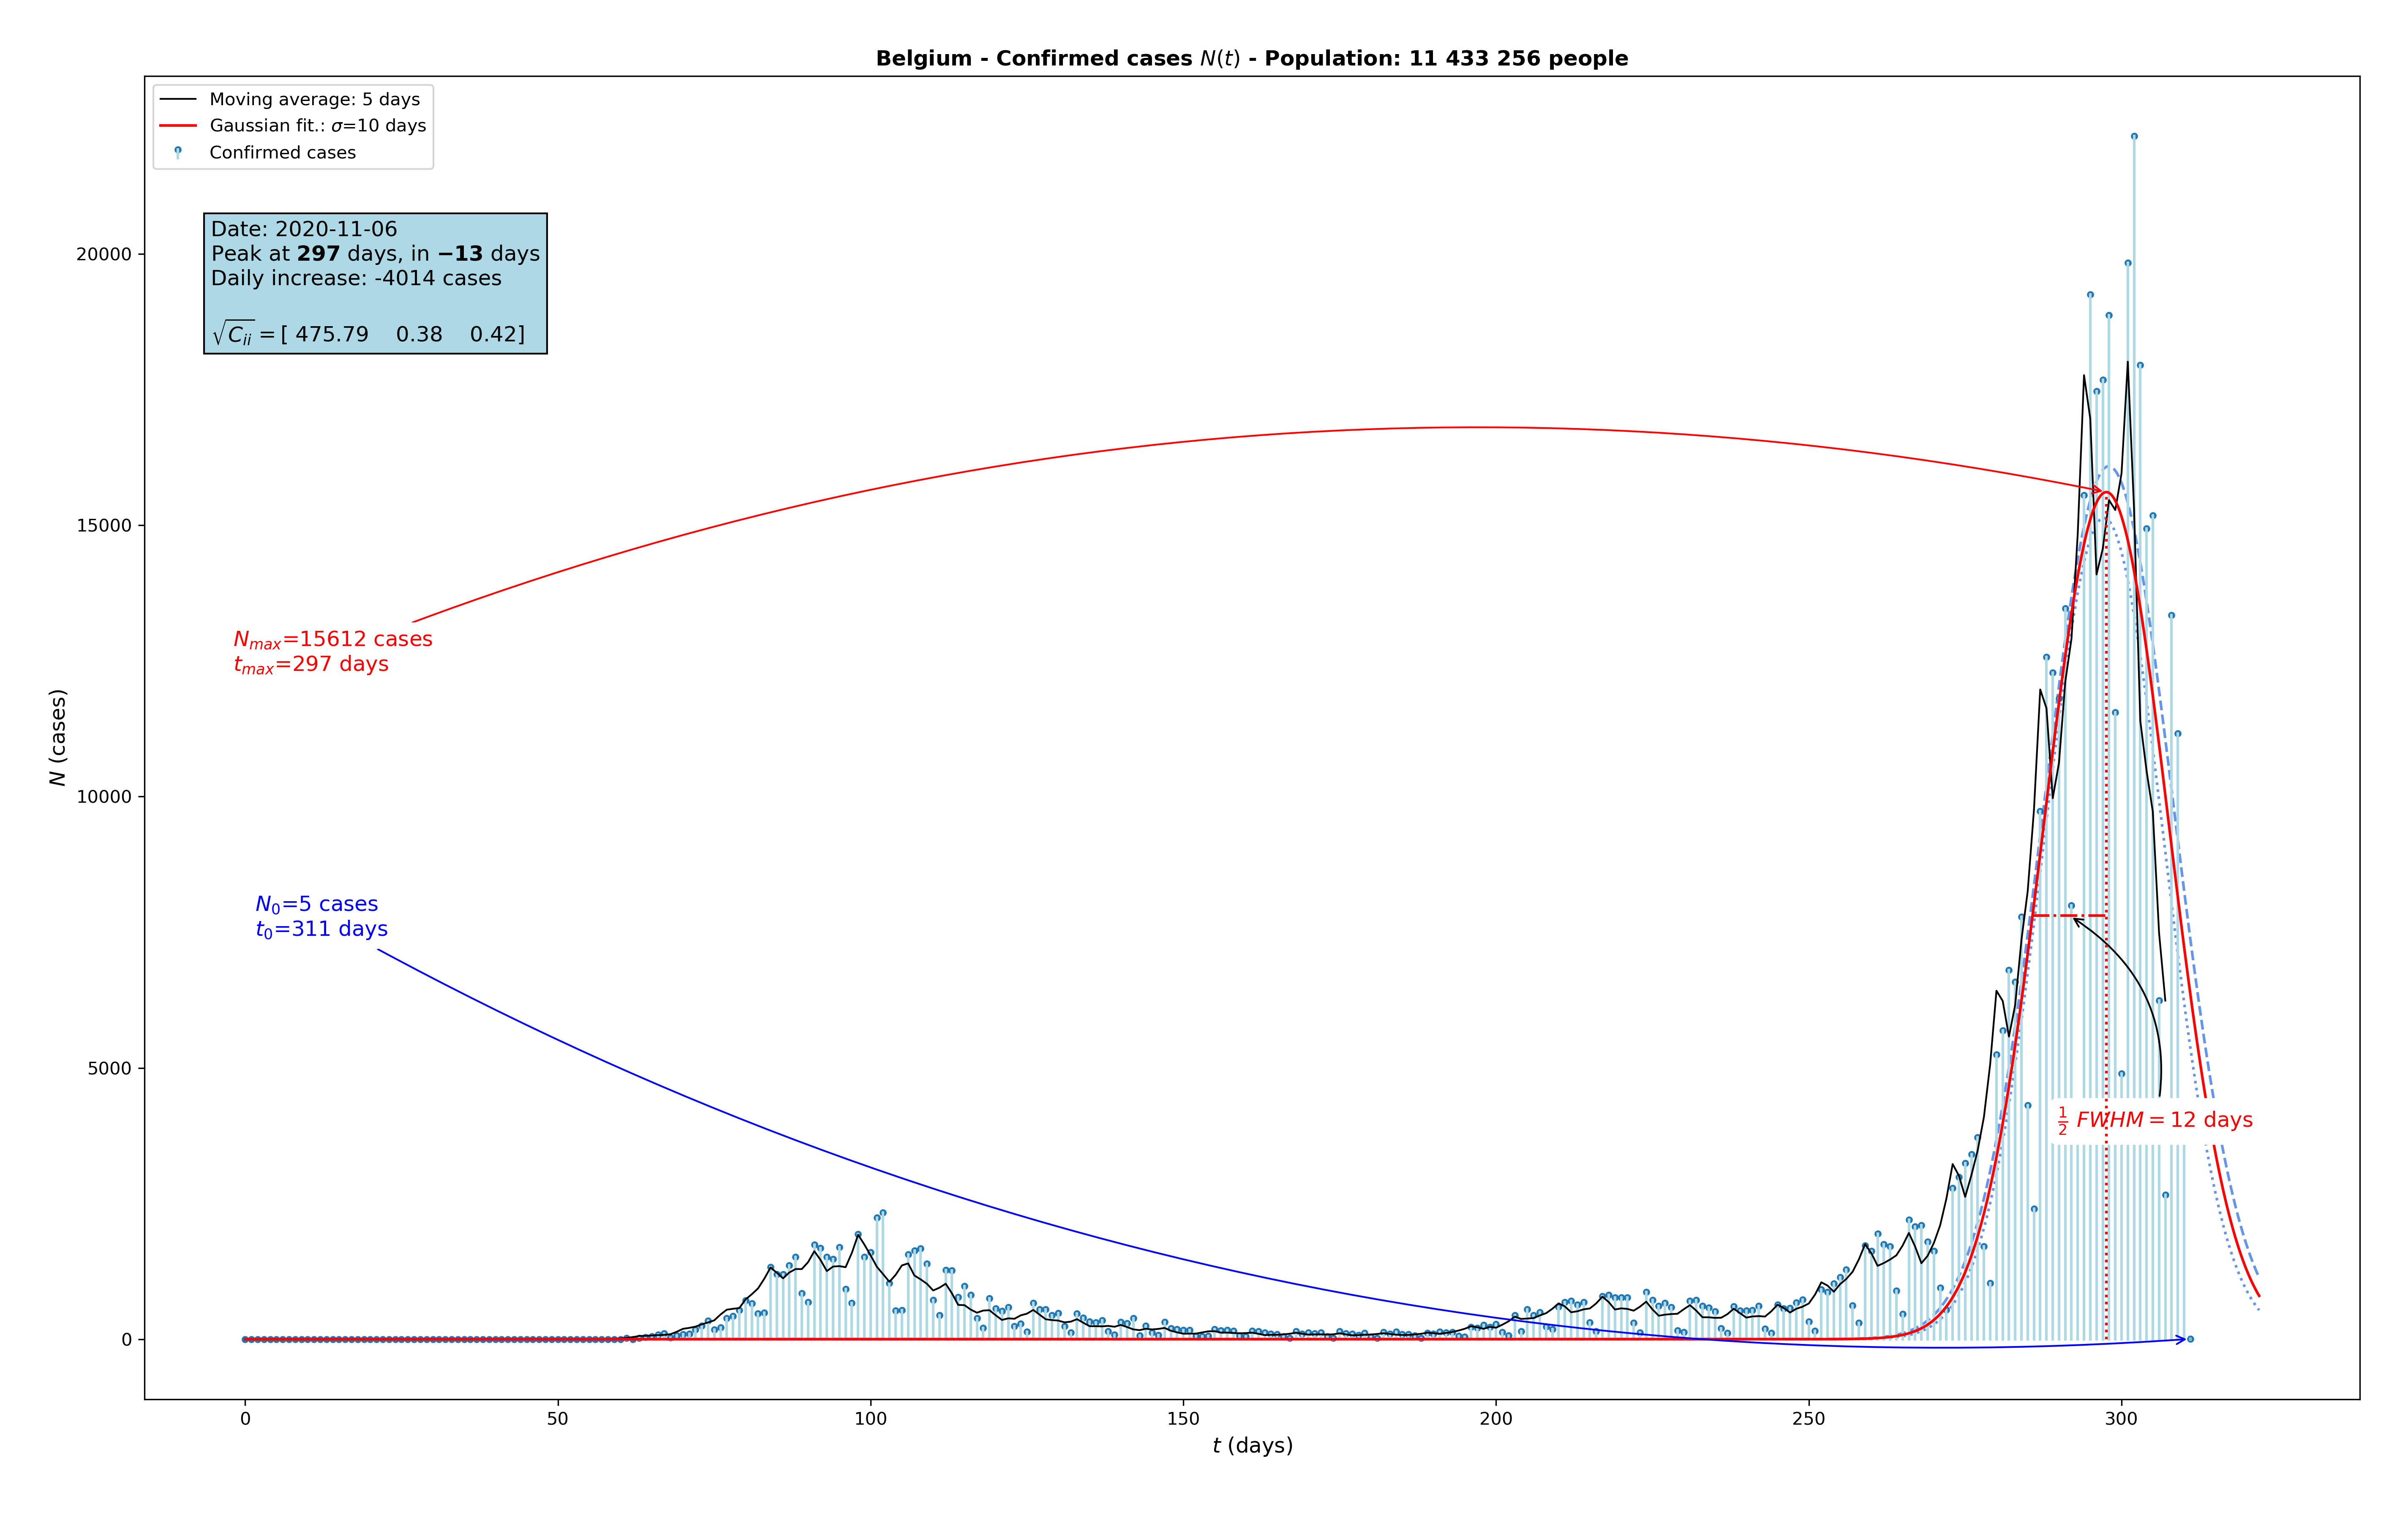 Belgium - Confirmed cases N(t) - Population: 11 433 256 people
Moving average: 5 days
Gaussian fit.: σ=10 days
Confirmed cases
Date: 2020-11-06
Peak at 297 days, in −13 days
Daily increase: -4014 cases
√C_ii = [ 475.79 0.38 0.42]
N_max=15612 cases
t_max=297 days
N_0=5 cases
t_0=311 days
1/2 FWHM = 12 days
N (cases)
20000
15000
10000
5000
0
0 50 100 150 200 250 300
t (days)